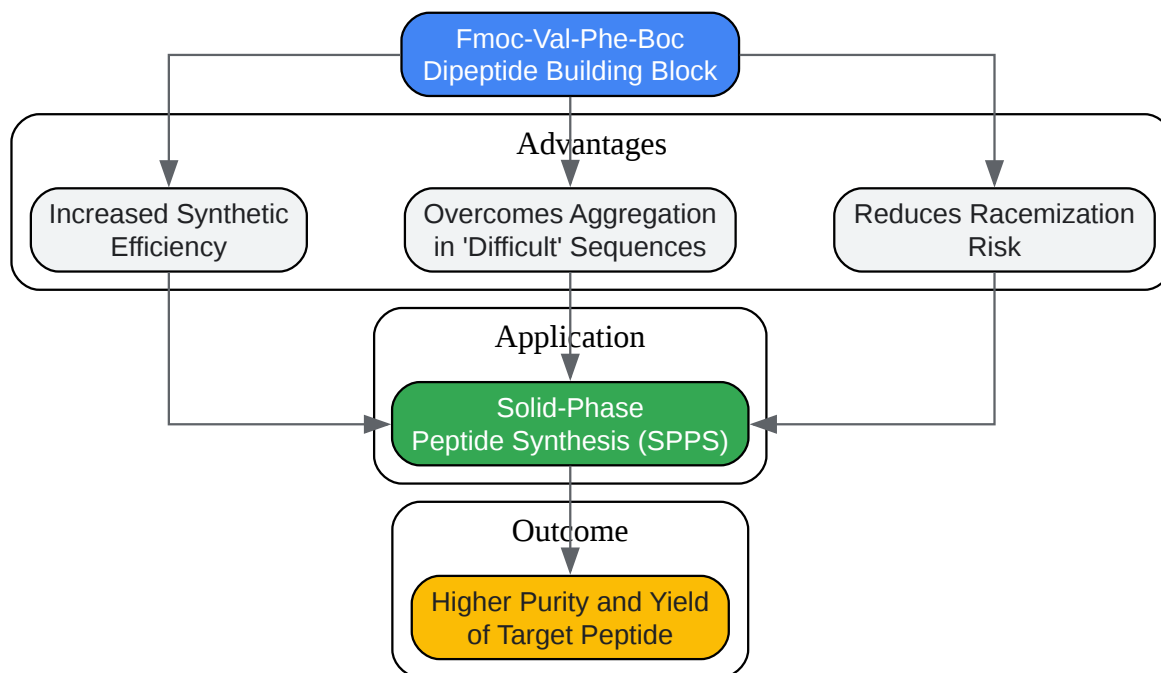 Fmoc-Val-Phe-Boc
Dipeptide Building Block
Advantages
Increased Synthetic
Efficiency
Overcomes Aggregation
in 'Difficult' Sequences
Reduces Racemization
Risk
Application
Solid-Phase
Peptide Synthesis (SPPS)
Outcome
Higher Purity and Yield
of Target Peptide